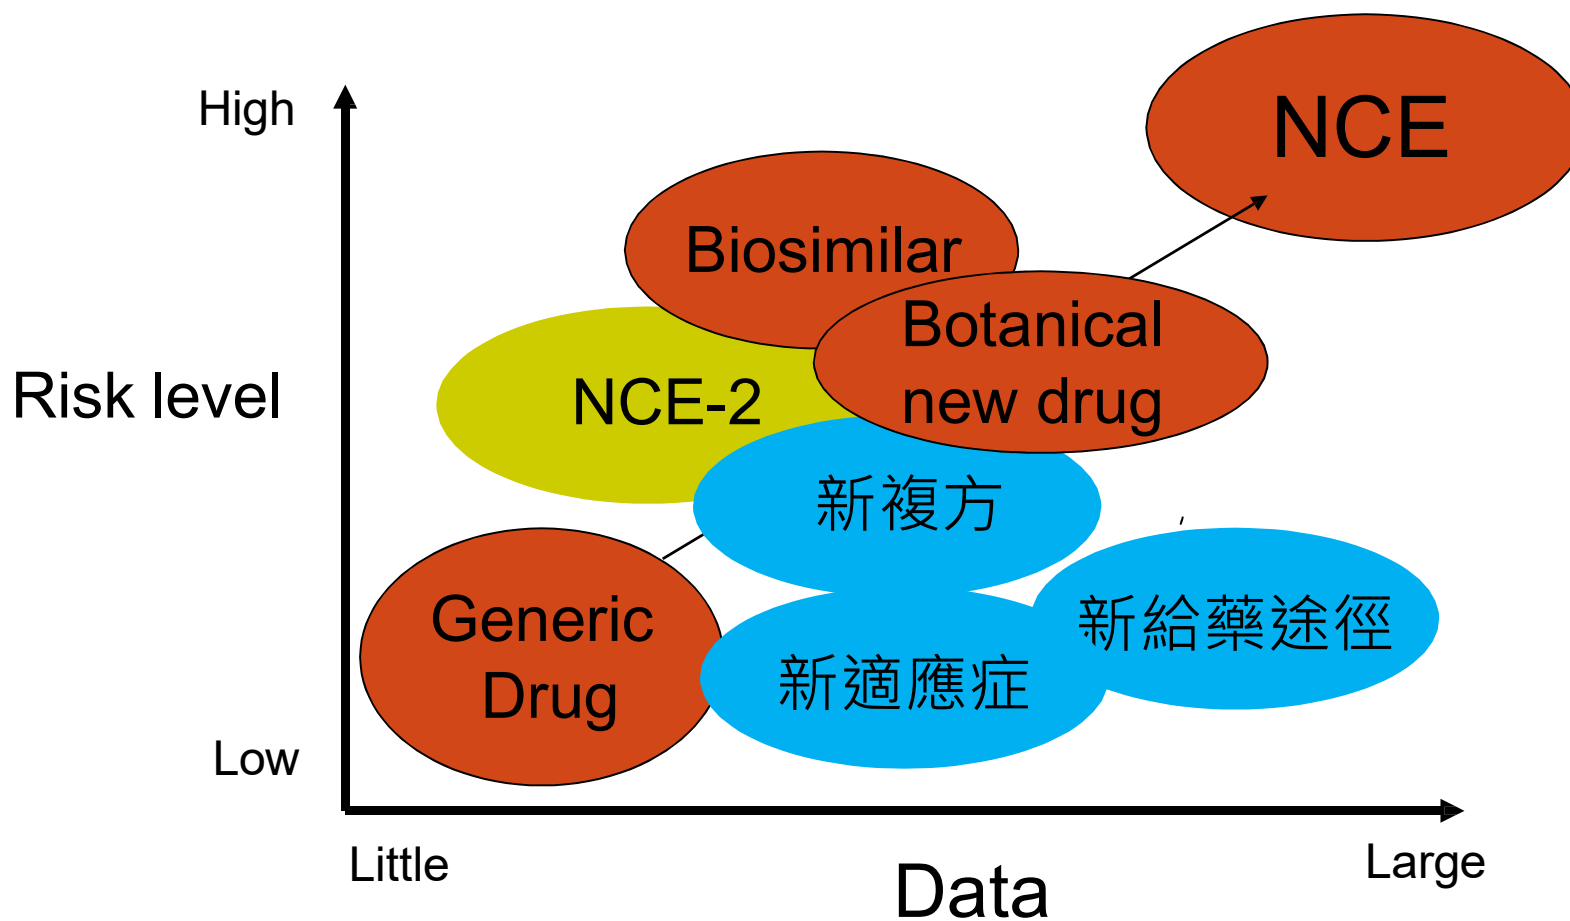 High
NCE
Biosimilar
Botanical
new drug
Risk level
NCE-2
新複方
Generic
Drug
新給藥途徑
新適應症
Low
Little
Large
Data